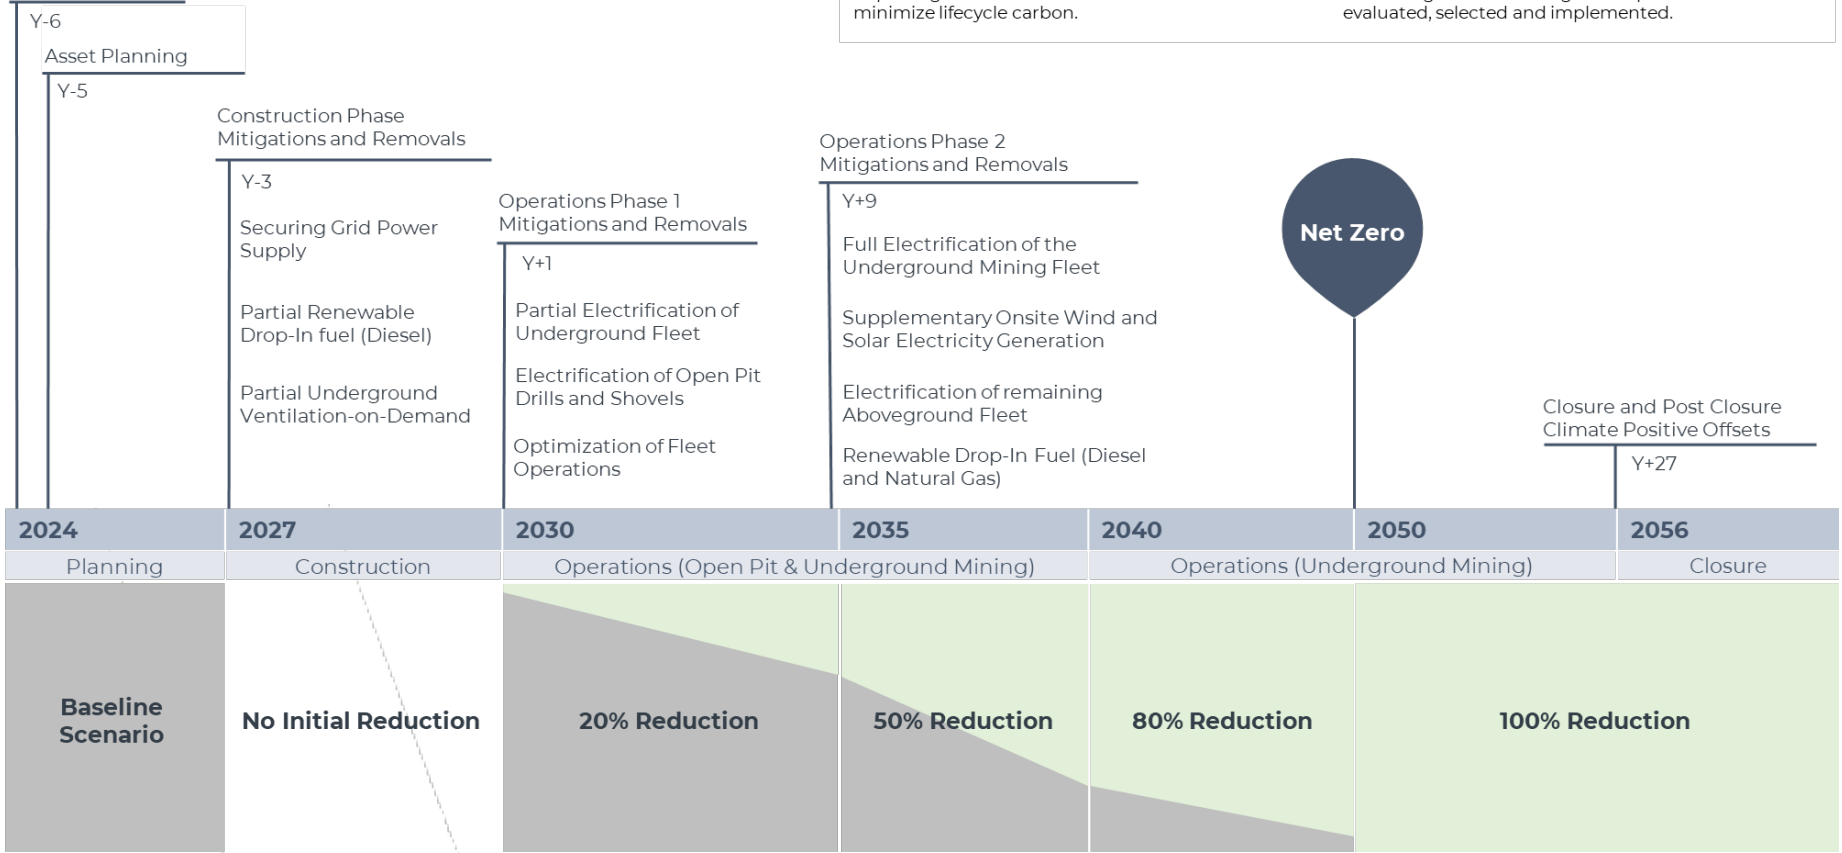 minimize lifecycle carbon.
evaluated, selected and implemented.
Y-6
Asset Planning
Y-5
Construction Phase
Mitigations and Removals
Y-3
Securing Grid Power
Supply
Partial Renewable
Drop-In fuel (Diesel)
Partial Underground
Ventilation-on-Demand
Operations Phase 1
Mitigations and Removals
Y+1
Partial Electrification of
Underground Fleet
Electrification of Open Pit
Drills and Shovels
Optimization of Fleet
Operations
Operations Phase 2
Mitigations and Removals
Y+9
Full Electrification of the
Underground Mining Fleet
Supplementary Onsite Wind and
Solar Electricity Generation
Electrification of remaining
Aboveground Fleet
Renewable Drop-In Fuel (Diesel
and Natural Gas)
Net Zero
Closure and Post Closure
Climate Positive Offsets
Y+27
2024
2027
2030
2035
2040
2050
2056
Planning
Construction
Operations (Open Pit & Underground Mining)
Operations (Underground Mining)
Closure
Baseline
Scenario
No Initial Reduction
20% Reduction
50% Reduction
80% Reduction
100% Reduction